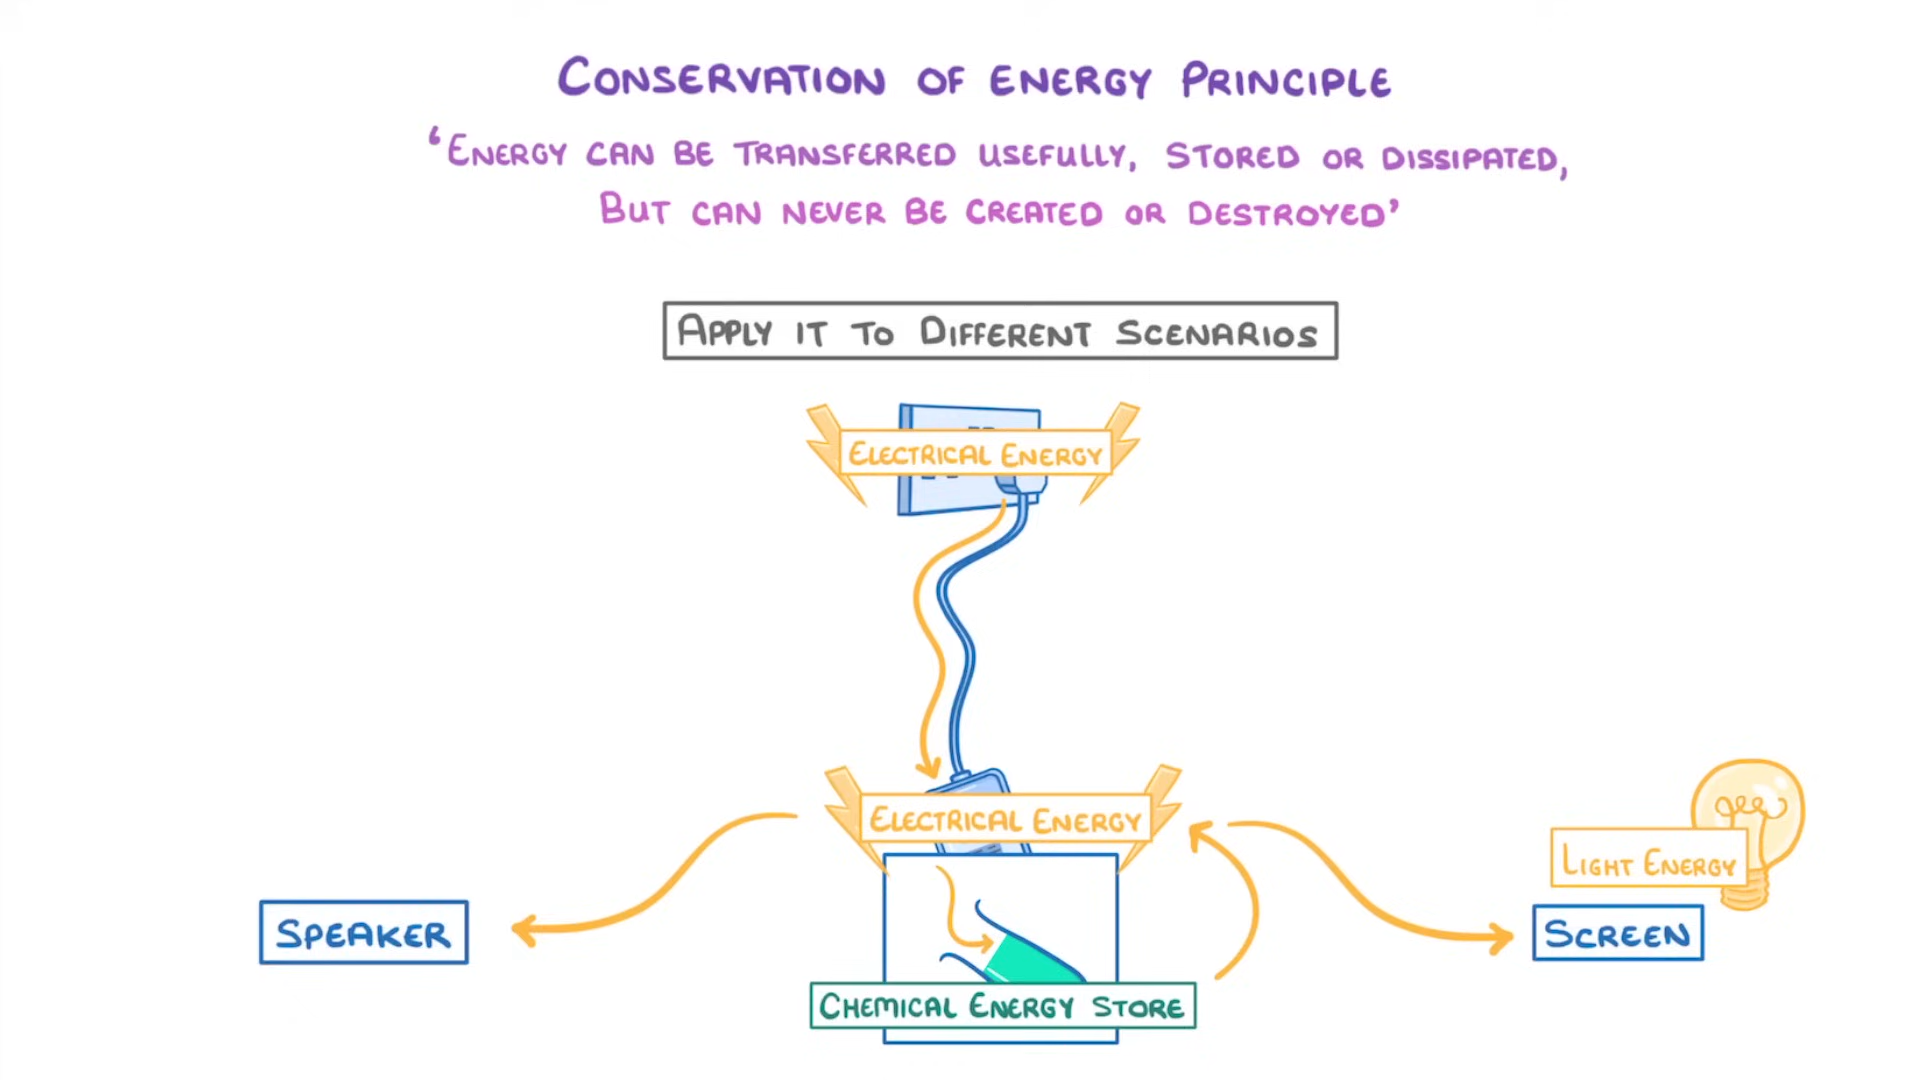 CONSERVATION OF ENERGY PRINCIPLE
‘ENERGY CAN BE TRANSFERRED USEFULLY, STORED OR DISSIPATED,
BUT CAN NEVER BE CREATED OR DESTROYED’
APPLY IT TO DIFFERENT SCENARIOS
ELECTRICAL ENERGY
ELECTRICAL ENERGY
LIGHT ENERGY
SPEAKER
SCREEN
CHEMICAL ENERGY STORE